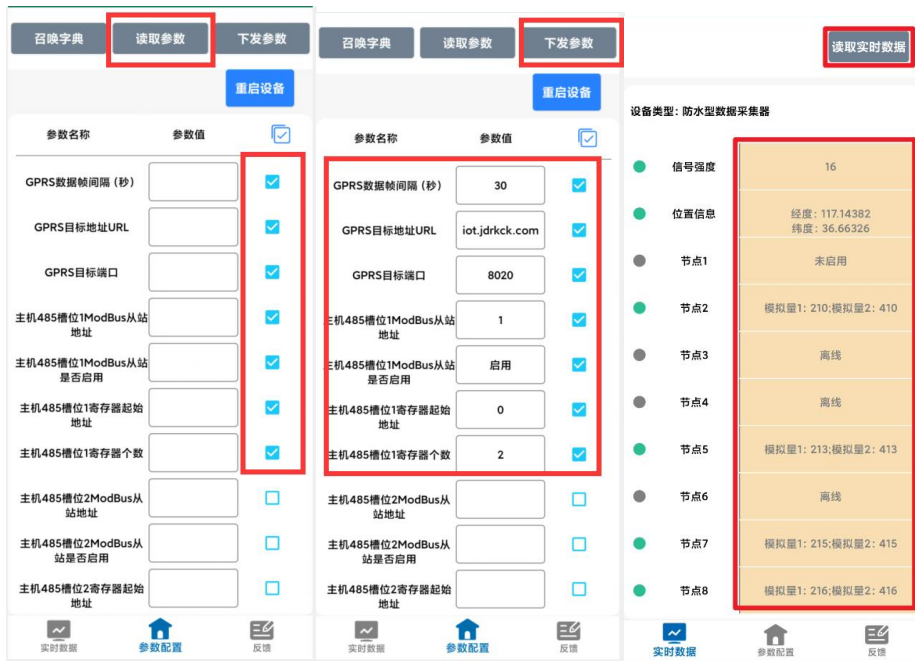 召唤字典
读取参数
下发参数
重启设备
参数名称
参数值
GPRS数据帧间隔 (秒)
GPRS目标地址URL
GPRS目标端口
主机485槽位1ModBus从站
地址
主机485槽位1ModBus从站
是否启用
主机485槽位1寄存器起始
地址
主机485槽位1寄存器个数
主机485槽位2ModBus从
站地址
主机485槽位2ModBus从
站是否启用
主机485槽位2寄存器起始
地址
实时数据
参数配置
反馈
召唤字典
读取参数
下发参数
重启设备
参数名称
参数值
GPRS数据帧间隔 (秒)
30
GPRS目标地址URL
iot.jdrkck.com
GPRS目标端口
8020
主机485槽位1ModBus从站
地址
1
主机485槽位1ModBus从站
是否启用
启用
主机485槽位1寄存器起始
地址
0
主机485槽位1寄存器个数
2
主机485槽位2ModBus从
站地址
主机485槽位2ModBus从
站是否启用
主机485槽位2寄存器起始
地址
实时数据
参数配置
反馈
读取实时数据
设备类型: 防水型数据采集器
信号强度
16
位置信息
经度: 117.14382
纬度: 36.66326
节点1
未启用
节点2
模拟量1: 210;模拟量2: 410
节点3
离线
节点4
离线
节点5
模拟量1: 213;模拟量2: 413
节点6
离线
节点7
模拟量1: 215;模拟量2: 415
节点8
模拟量1: 216;模拟量2: 416
实时数据
参数配置
反馈